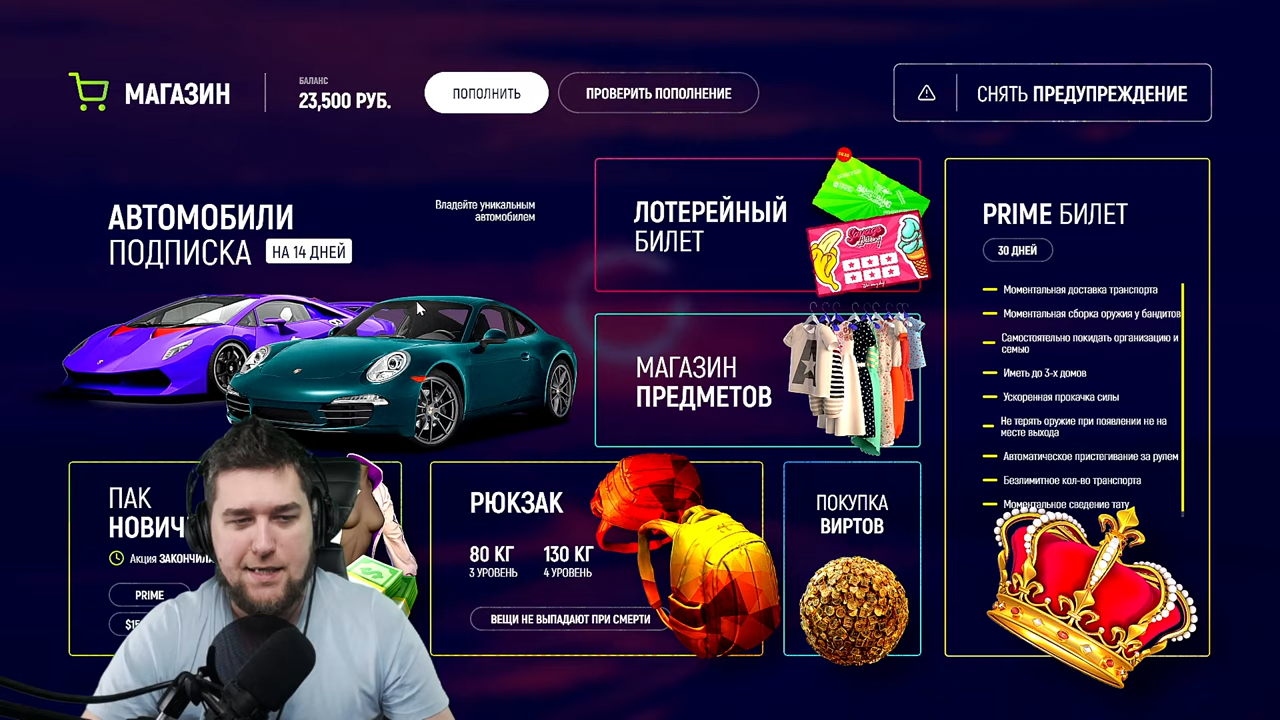 МАГАЗИН
БАЛАНС
23,500 РУБ.
ПОПОЛНИТЬ
ПРОВЕРИТЬ ПОПОЛНЕНИЕ
СНЯТЬ ПРЕДУПРЕЖДЕНИЕ
АВТОМОБИЛИ
ПОДПИСКА НА 14 ДНЕЙ
Владейте уникальным
автомобилем
ЛОТЕРЕЙНЫЙ
БИЛЕТ
МАГАЗИН
ПРЕДМЕТОВ
PRIME БИЛЕТ
30 ДНЕЙ
Моментальная доставка транспорта
Моментальная сборка оружия у бандитов
Самостоятельно покидать организацию и
семью
Иметь до 3-х домов
Ускоренная прокачка силы
Не терять оружие при появлении не на
месте выхода
Автоматическое пристегивание за рулем
Безлимитное кол-во транспорта
Моментальное сведение тату
ПАК
НОВИЧ
Акция ЗАКОНЧИЛА
PRIME
РЮКЗАК
80 КГ 130 КГ
3 УРОВЕНЬ 4 УРОВЕНЬ
ВЕЩИ НЕ ВЫПАДАЮТ ПРИ СМЕРТИ
ПОКУПКА
ВИРТОВ